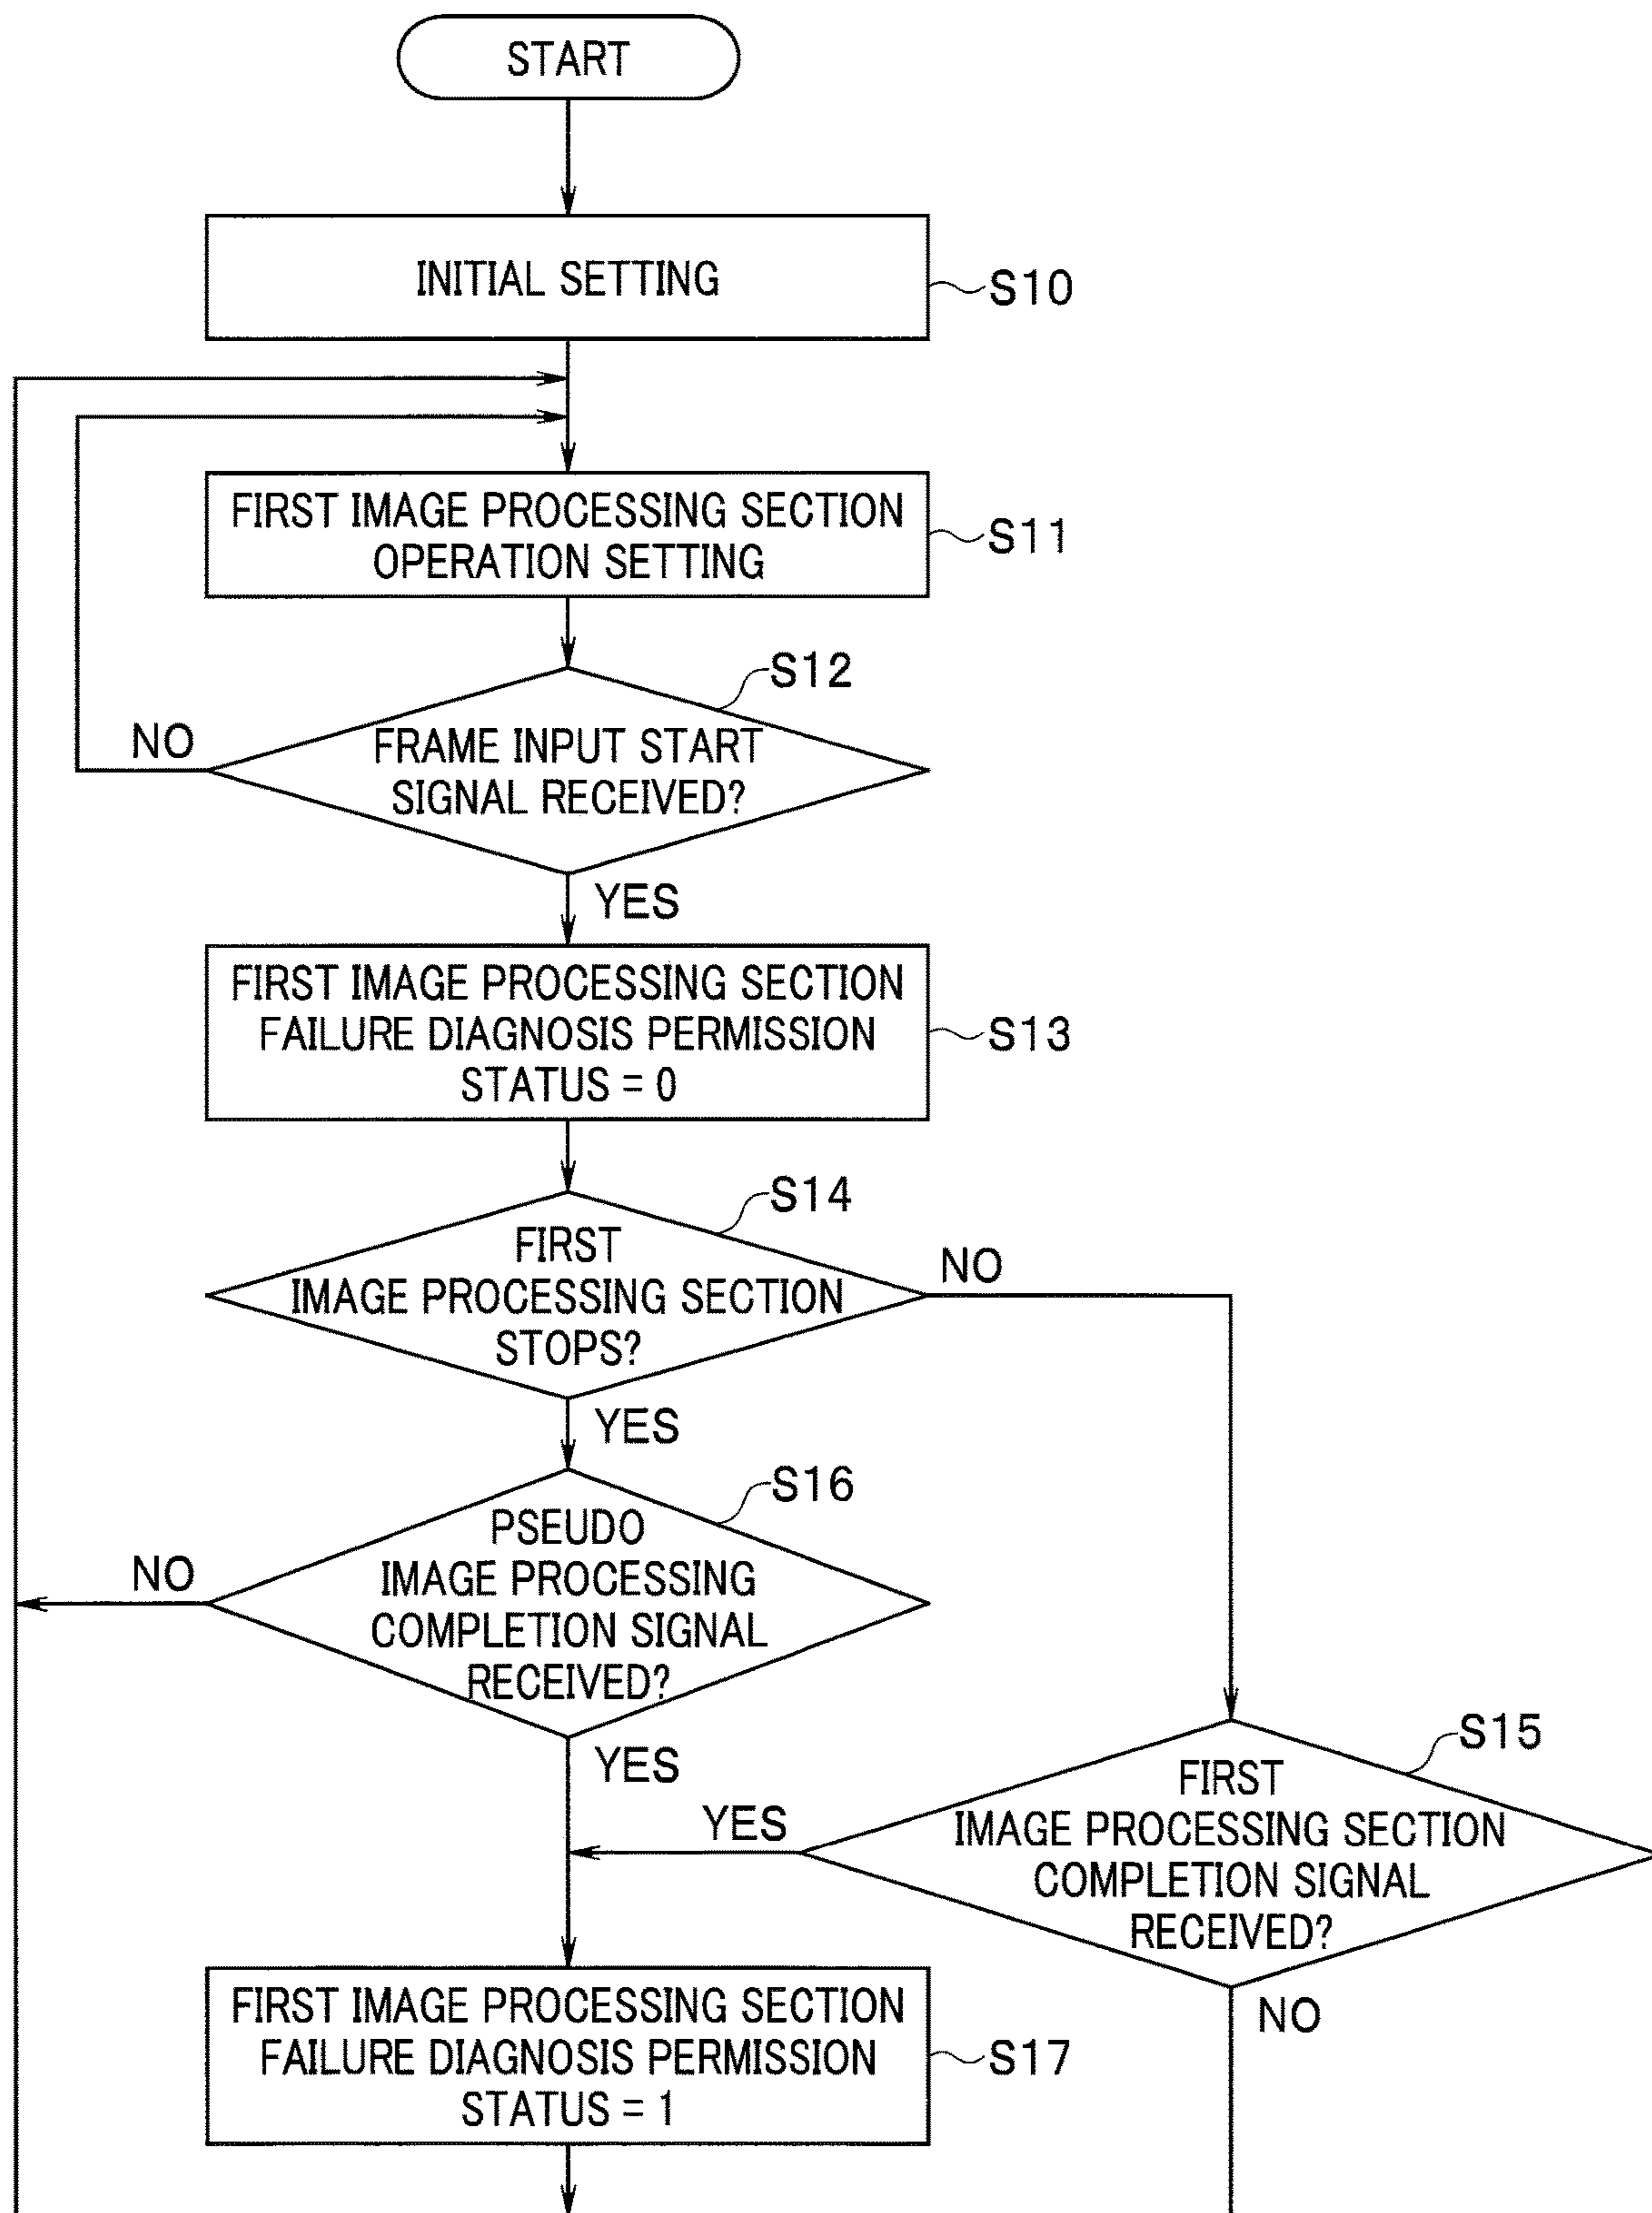 START
INITIAL SETTING
S10
FIRST IMAGE PROCESSING SECTION
OPERATION SETTING
S11
S12
FRAME INPUT START
SIGNAL RECEIVED?
NO
YES
FIRST IMAGE PROCESSING SECTION
FAILURE DIAGNOSIS PERMISSION
STATUS = 0
S13
S14
FIRST
IMAGE PROCESSING SECTION
STOPS?
NO
YES
S16
PSEUDO
IMAGE PROCESSING
COMPLETION SIGNAL
RECEIVED?
NO
YES
S15
FIRST
IMAGE PROCESSING SECTION
COMPLETION SIGNAL
RECEIVED?
YES
NO
FIRST IMAGE PROCESSING SECTION
FAILURE DIAGNOSIS PERMISSION
STATUS = 1
S17